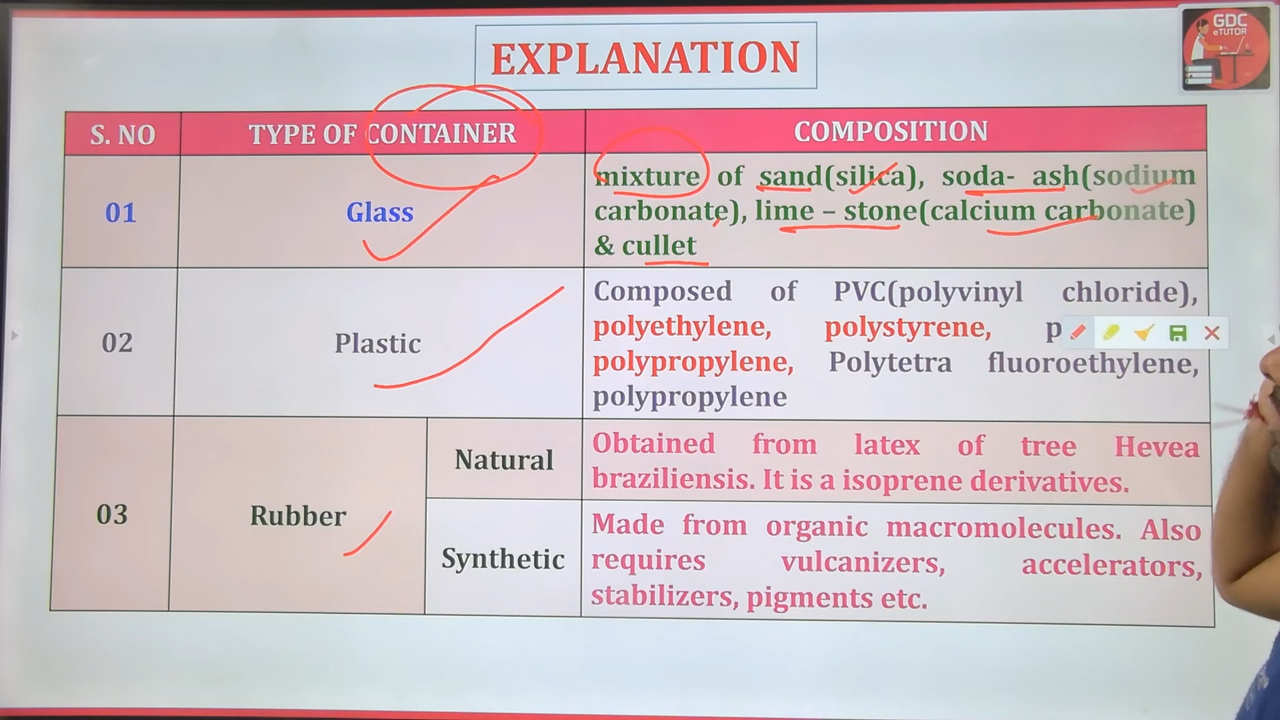 EXPLANATION
GDC
eTUTOR
S. NO
TYPE OF CONTAINER
COMPOSITION
01
Glass
mixture of sand(silica), soda- ash(sodium
carbonate), lime – stone(calcium carbonate)
& cullet
02
Plastic
Composed of PVC(polyvinyl chloride),
polyethylene, polystyrene,
polypropylene, Polytetra fluoroethylene,
polypropylene
03
Rubber
Natural
Obtained from latex of tree Hevea
braziliensis. It is a isoprene derivatives.
Synthetic
Made from organic macromolecules. Also
requires vulcanizers, accelerators,
stabilizers, pigments etc.